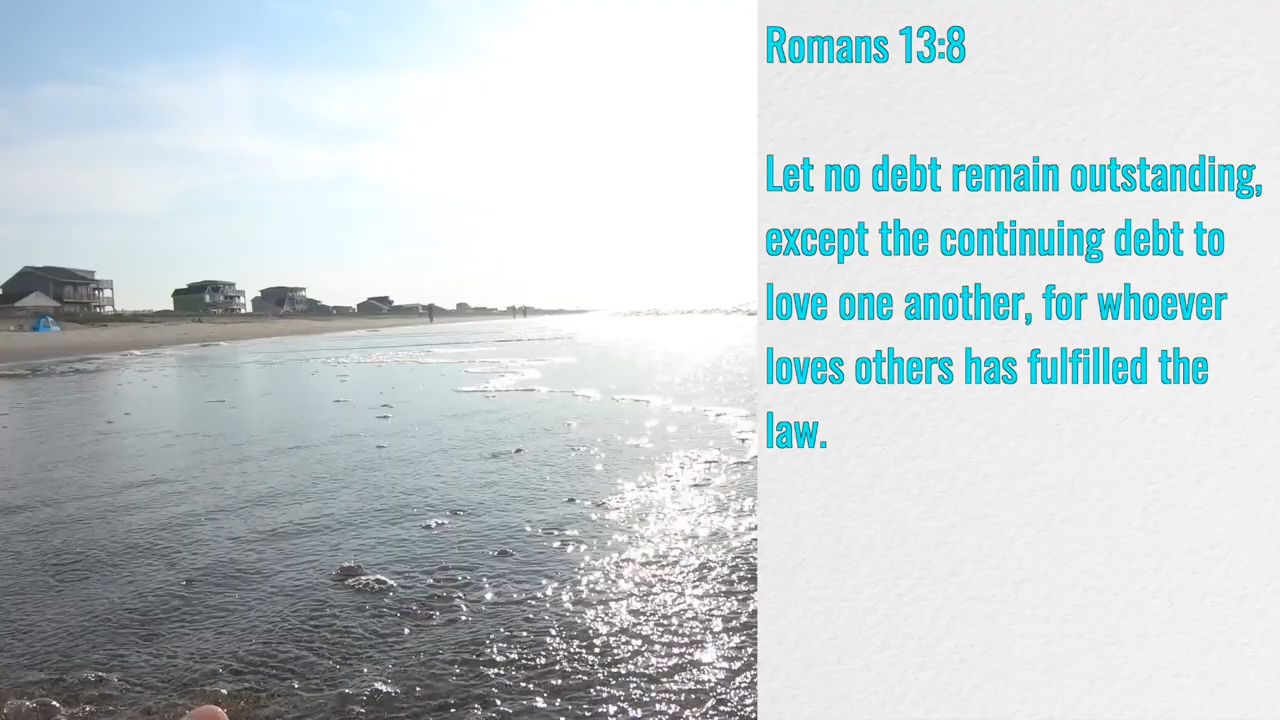 Romans 13:8
Let no debt remain outstanding,
except the continuing debt to
love one another, for whoever
loves others has fulfilled the
law.